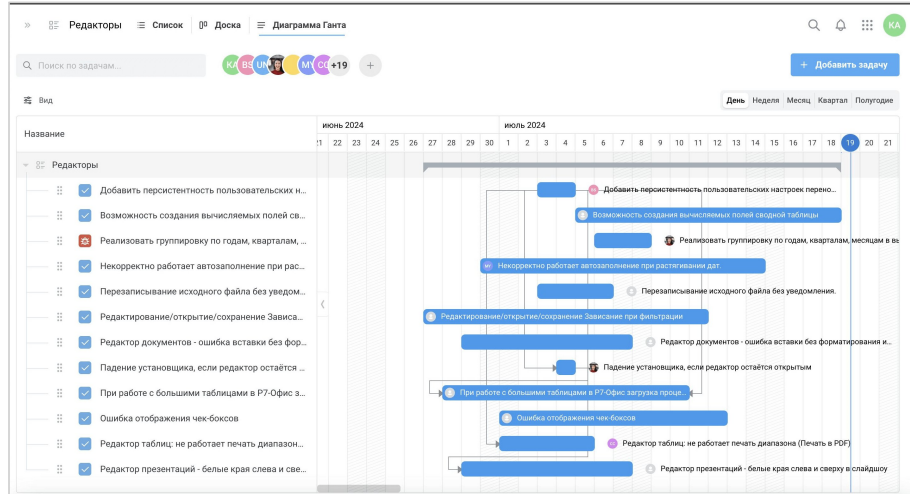 » Редакторы Список Доска Диаграмма Ганта KA
Поиск по задачам... KA BS UN MY CC +19 + + Добавить задачу
Вид День Неделя Месяц Квартал Полугодие
Название июнь 2024 июль 2024
21 22 23 24 25 26 27 28 29 30 1 2 3 4 5 6 7 8 9 10 11 12 13 14 15 16 17 18 19 20 21
Редакторы
Добавить персистентность пользовательских н... Добавить персистентность пользовательских настроек перено...
Возможность создания вычисляемых полей св... Возможность создания вычисляемых полей сводной таблицы
Реализовать группировку по годам, кварталам, ... Реализовать группировку по годам, кварталам, месяцам в вы
Некорректно работает автозаполнение при рас... Некорректно работает автозаполнение при растягивании дат.
Перезаписывание исходного файла без уведом... Перезаписывание исходного файла без уведомления.
Редактирование/открытие/сохранение Зависа... Редактирование/открытие/сохранение Зависание при фильтрации
Редактор документов - ошибка вставки без фор... Редактор документов - ошибка вставки без форматирования и...
Падение установщика, если редактор остаётся ... Падение установщика, если редактор остаётся открытым
При работе с большими таблицами в Р7-Офис з... При работе с большими таблицами в Р7-Офис загрузка проце...
Ошибка отображения чек-боксов Ошибка отображения чек-боксов
Редактор таблиц: не работает печать диапазон... Редактор таблиц: не работает печать диапазона (Печать в PDF)
Редактор презентаций - белые края слева и све... Редактор презентаций - белые края слева и сверху в слайдшоу